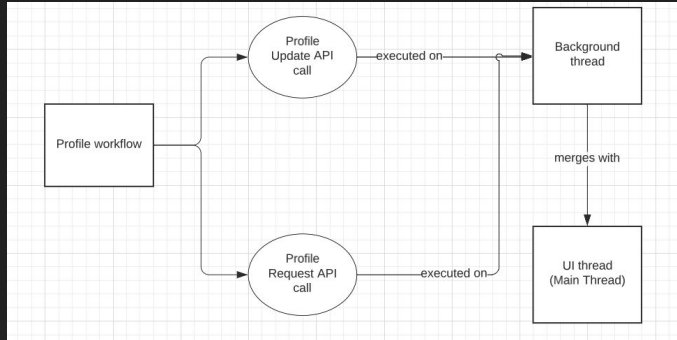 Profile
Update API
call
executed on
Background
thread
Profile workflow
merges with
Profile
Request API
call
executed on
UI thread
(Main Thread)